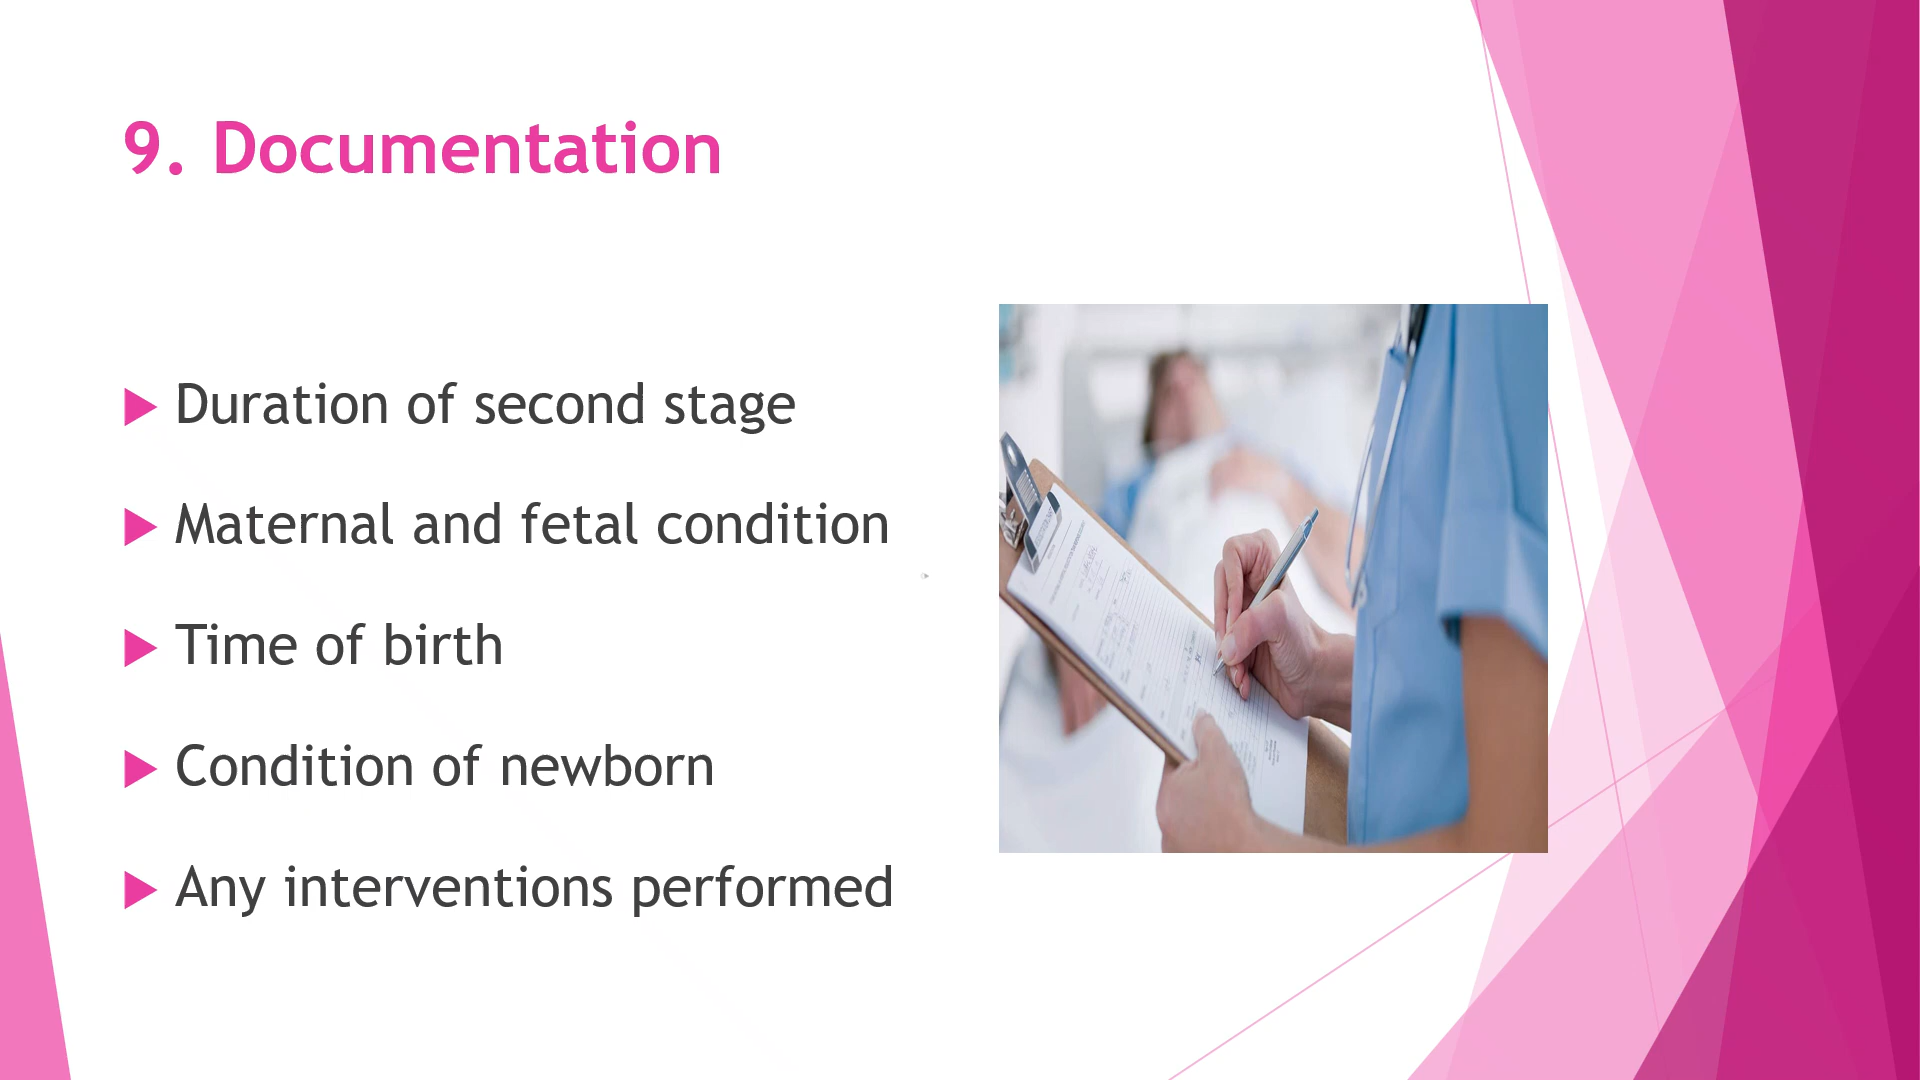 9. Documentation
Duration of second stage
Maternal and fetal condition
Time of birth
Condition of newborn
Any interventions performed